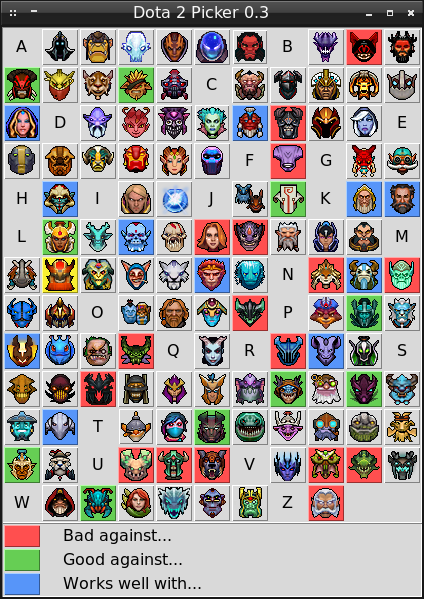 Dota 2 Picker 0.3
A B
C
D E
F G
H I J K
L M
N
O P
Q R S
T
U V
W Z
Bad against...
Good against...
Works well with...